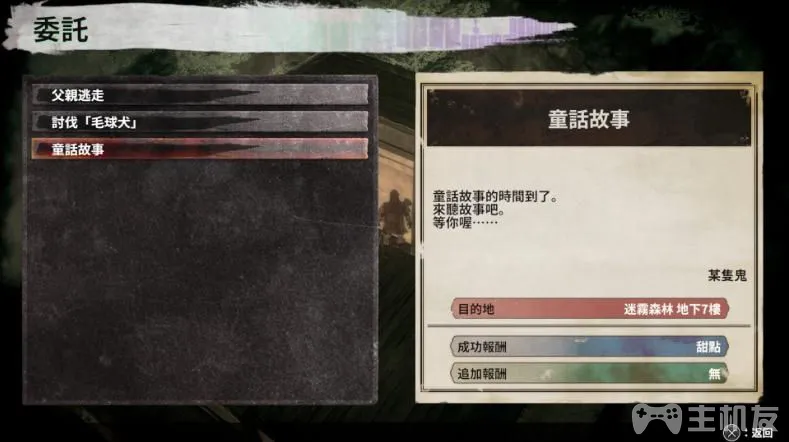 委託
父親逃走
討伐「毛球犬」
童話故事
童話故事
童話故事的時間到了。
來聽故事吧。
等你喔……
某隻鬼
目的地 迷霧森林 地下7樓
成功報酬 甜點
追加報酬 無
主机友
：返回